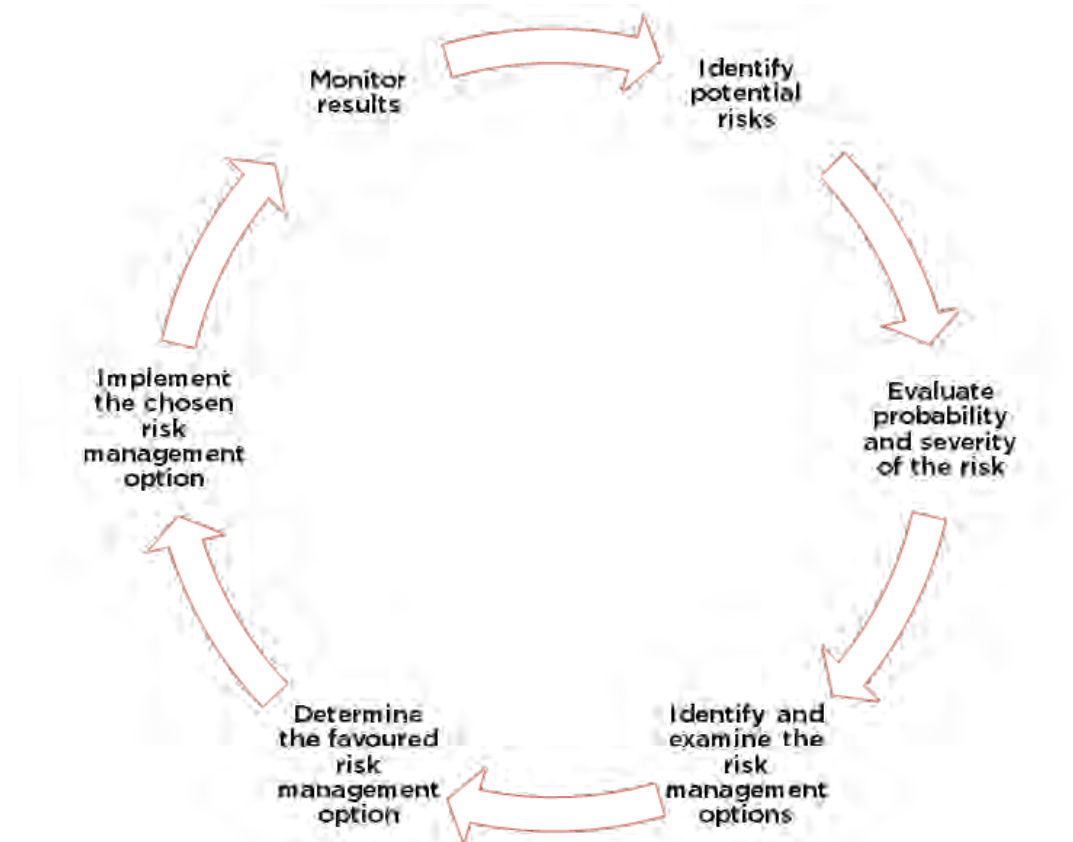 Monitor
results
Identify
potential
risks
Evaluate
probability
and severity
of the risk
Identify and
examine the
risk
management
options
Determine
the favoured
risk
management
option
Implement
the chosen
risk
management
option